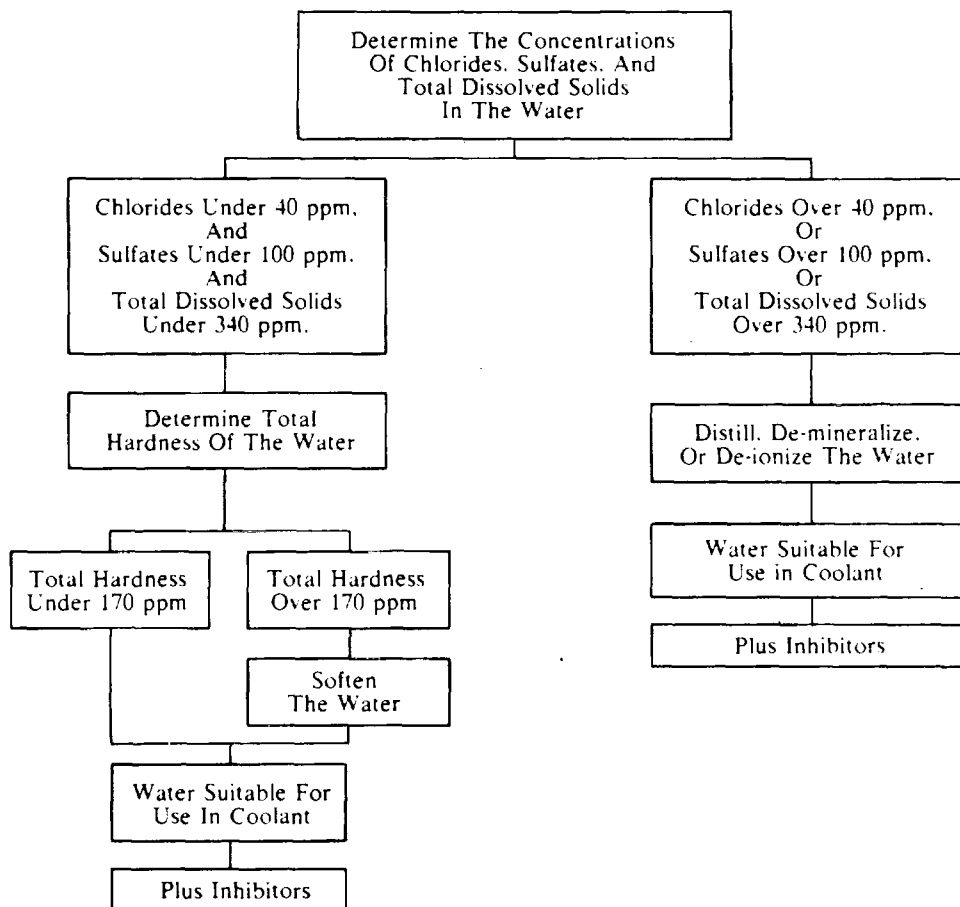 Determine The Concentrations
Of Chlorides. Sulfates. And
Total Dissolved Solids
In The Water
Chlorides Under 40 ppm.
And
Sulfates Under 100 ppm.
And
Total Dissolved Solids
Under 340 ppm.
Chlorides Over 40 ppm.
Or
Sulfates Over 100 ppm.
Or
Total Dissolved Solids
Over 340 ppm.
Determine Total
Hardness Of The Water
Distill. De-mineralize.
Or De-ionize The Water
Total Hardness
Under 170 ppm
Total Hardness
Over 170 ppm
Water Suitable For
Use in Coolant
Plus Inhibitors
Soften
The Water
Water Suitable For
Use In Coolant
Plus Inhibitors